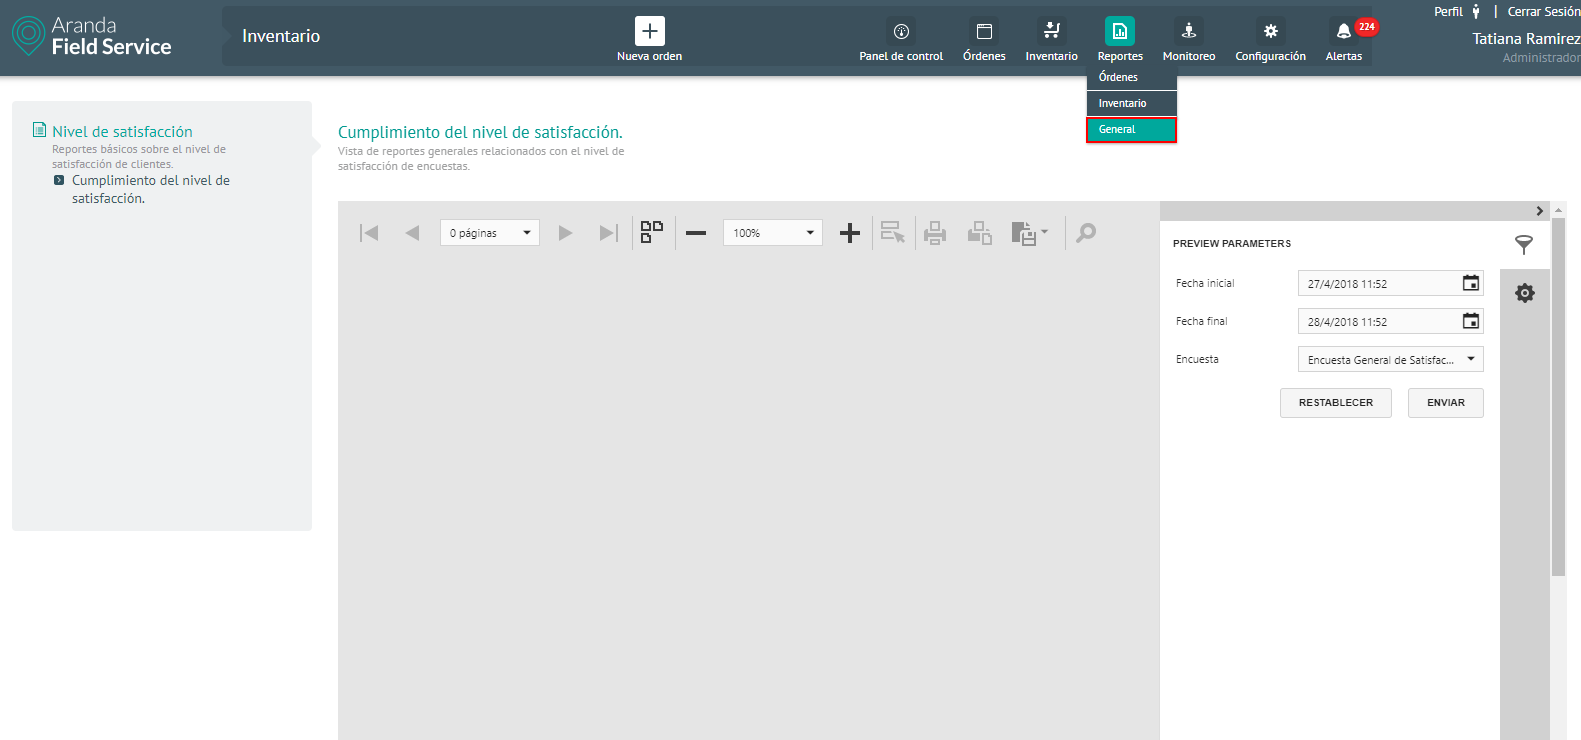 Aranda
Field Service
Inventario
Nueva orden
Panel de control
Órdenes
Inventario
Reportes
Monitoreo
Configuración
Alertas
224
Perfil | Cerrar Sesión
Tatiana Ramirez
Administrador
Órdenes
Inventario
General
Nivel de satisfacción
Reportes básicos sobre el nivel de
satisfacción de clientes.
Cumplimiento del nivel de
satisfacción.
Cumplimiento del nivel de satisfacción.
Vista de reportes generales relacionados con el nivel de
satisfacción de encuestas.
0 páginas
100%
PREVIEW PARAMETERS
Fecha inicial
27/4/2018 11:52
Fecha final
28/4/2018 11:52
Encuesta
Encuesta General de Satisfac...
RESTABLECER
ENVIAR